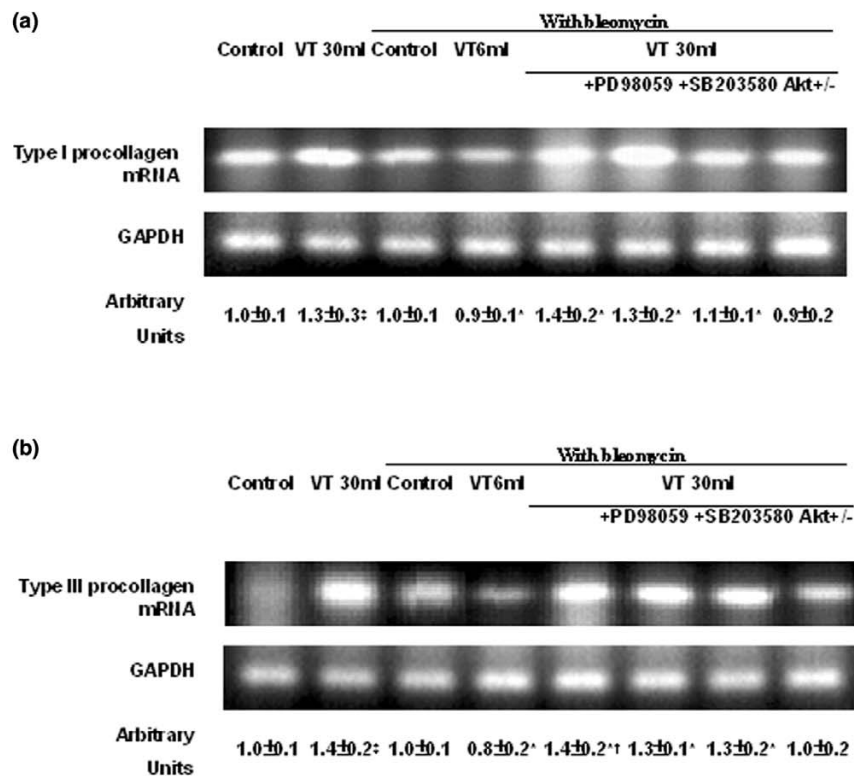 (a)
With bleomycin
Control VT 30ml Control VT6ml VT 30ml
+PD98059 +SB203580 Akt+/-
Type I procollagen
mRNA
GAPDH
Arbitrary
Units
1.0±0.1 1.3±0.3‡ 1.0±0.1 0.9±0.1* 1.4±0.2* 1.3±0.2* 1.1±0.1* 0.9±0.2
(b)
With bleomycin
Control VT 30ml Control VT6ml VT 30ml
+PD98059 +SB203580 Akt+/-
Type III procollagen
mRNA
GAPDH
Arbitrary
Units
1.0±0.1 1.4±0.2‡ 1.0±0.1 0.8±0.2* 1.4±0.2*† 1.3±0.1* 1.3±0.2* 1.0±0.2